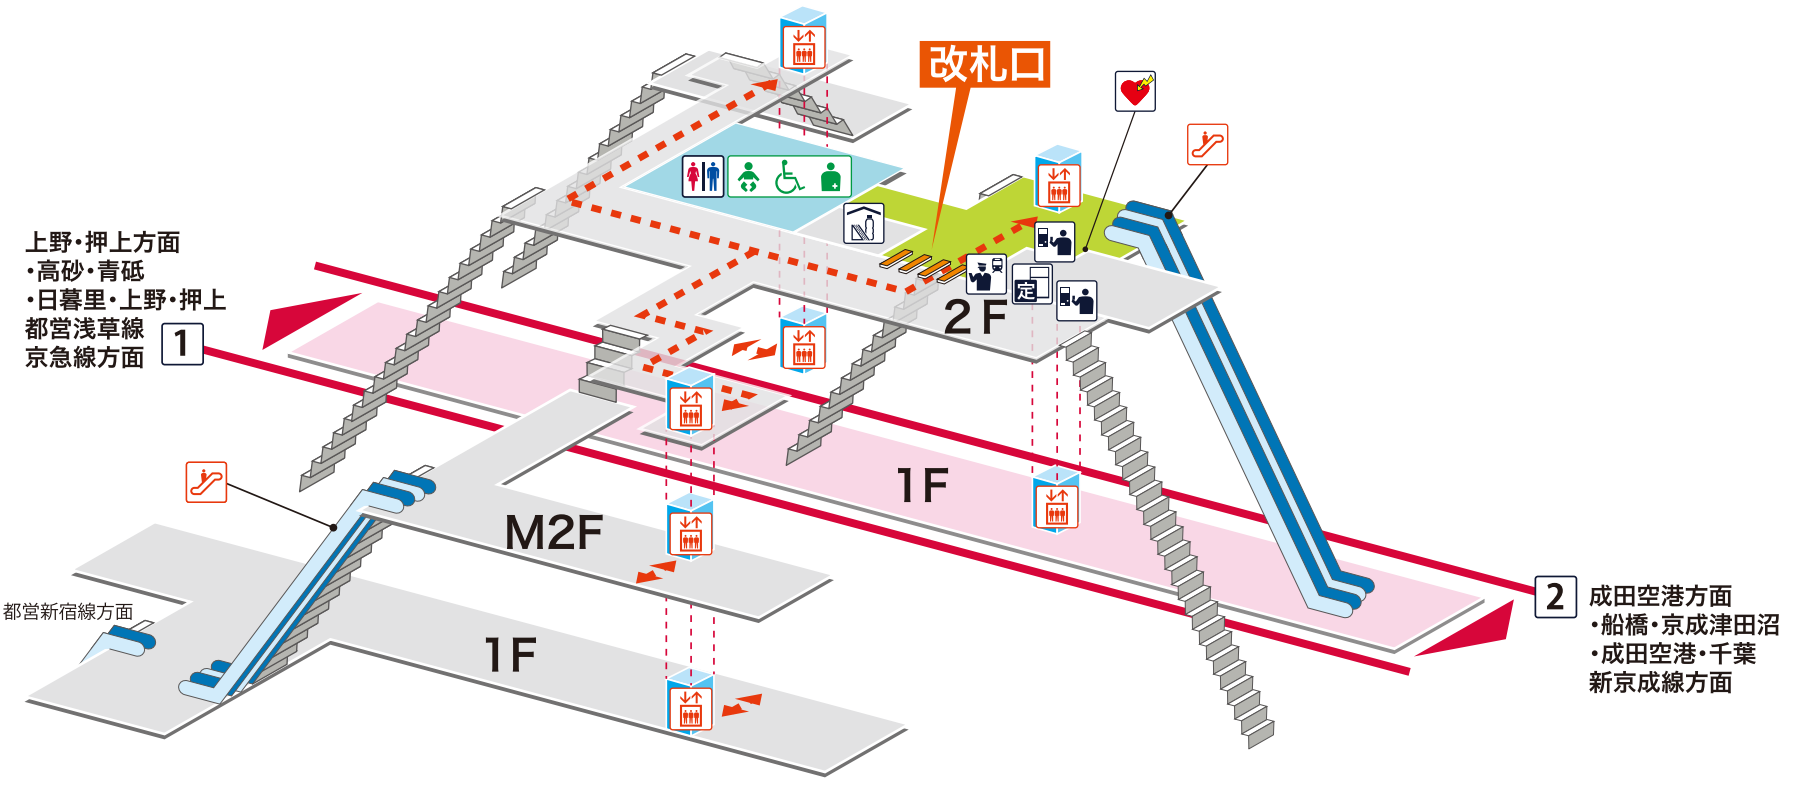 改札口
上野・押上方面
・高砂・青砥
・日暮里・上野・押上
都営浅草線
京急線方面
1
定
2F
1F
M2F
1F
都営新宿線方面
2
成田空港方面
・船橋・京成津田沼
・成田空港・千葉
新京成線方面